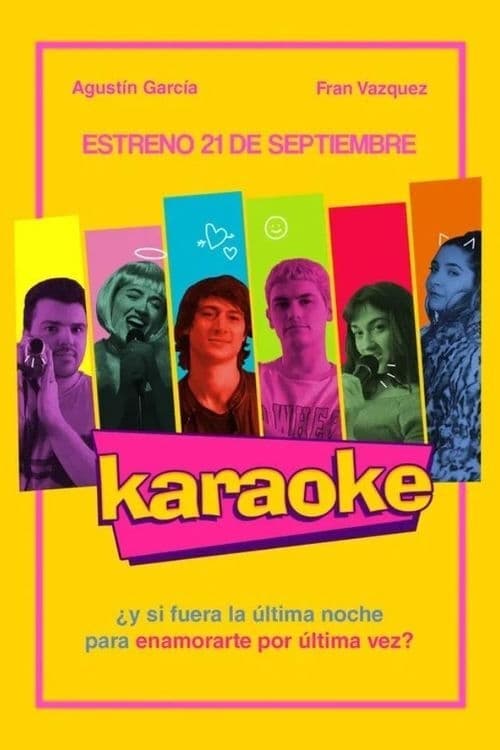 Agustín García
Fran Vazquez
ESTRENO 21 DE SEPTIEMBRE
karaoke
¿y si fuera la última noche
para enamorarte por última vez?